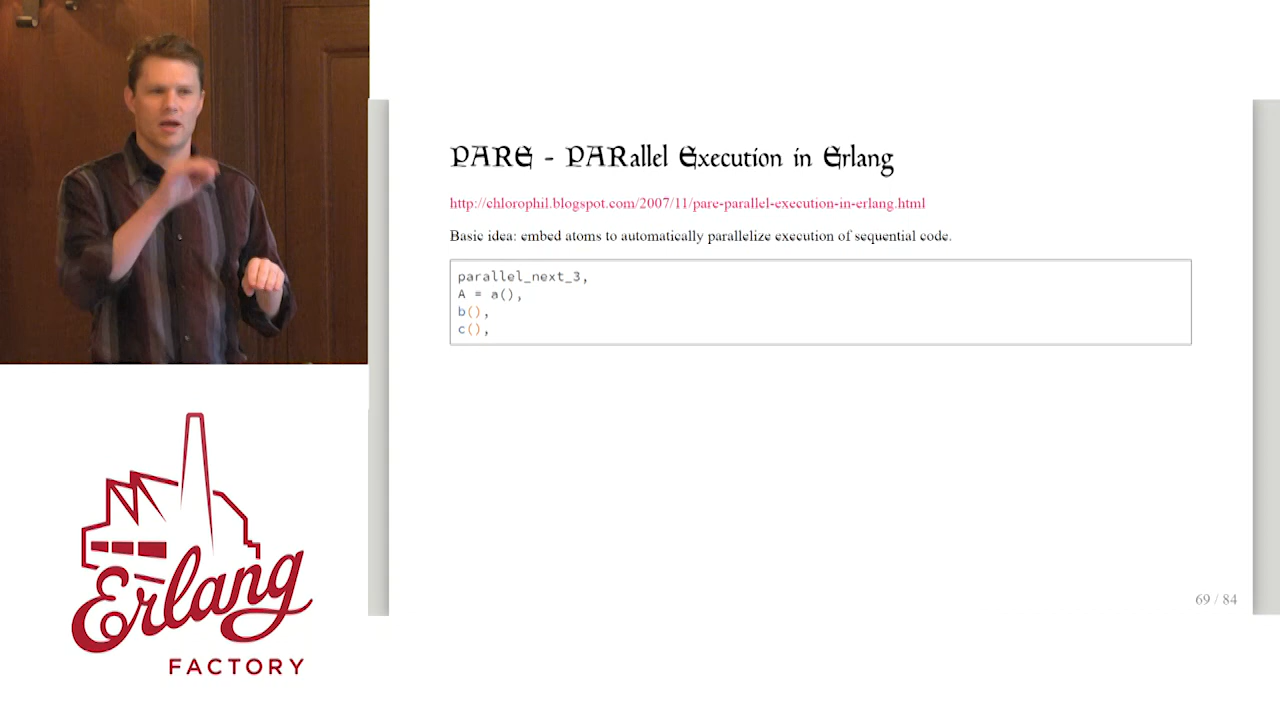 PARE - PARallel Execution in Erlang
http://chlorophil.blogspot.com/2007/11/pare-parallel-execution-in-erlang.html
Basic idea: embed atoms to automatically parallelize execution of sequential code.
parallel_next_3,
A = a(),
b(),
c(),
69 / 84
Erlang
FACTORY